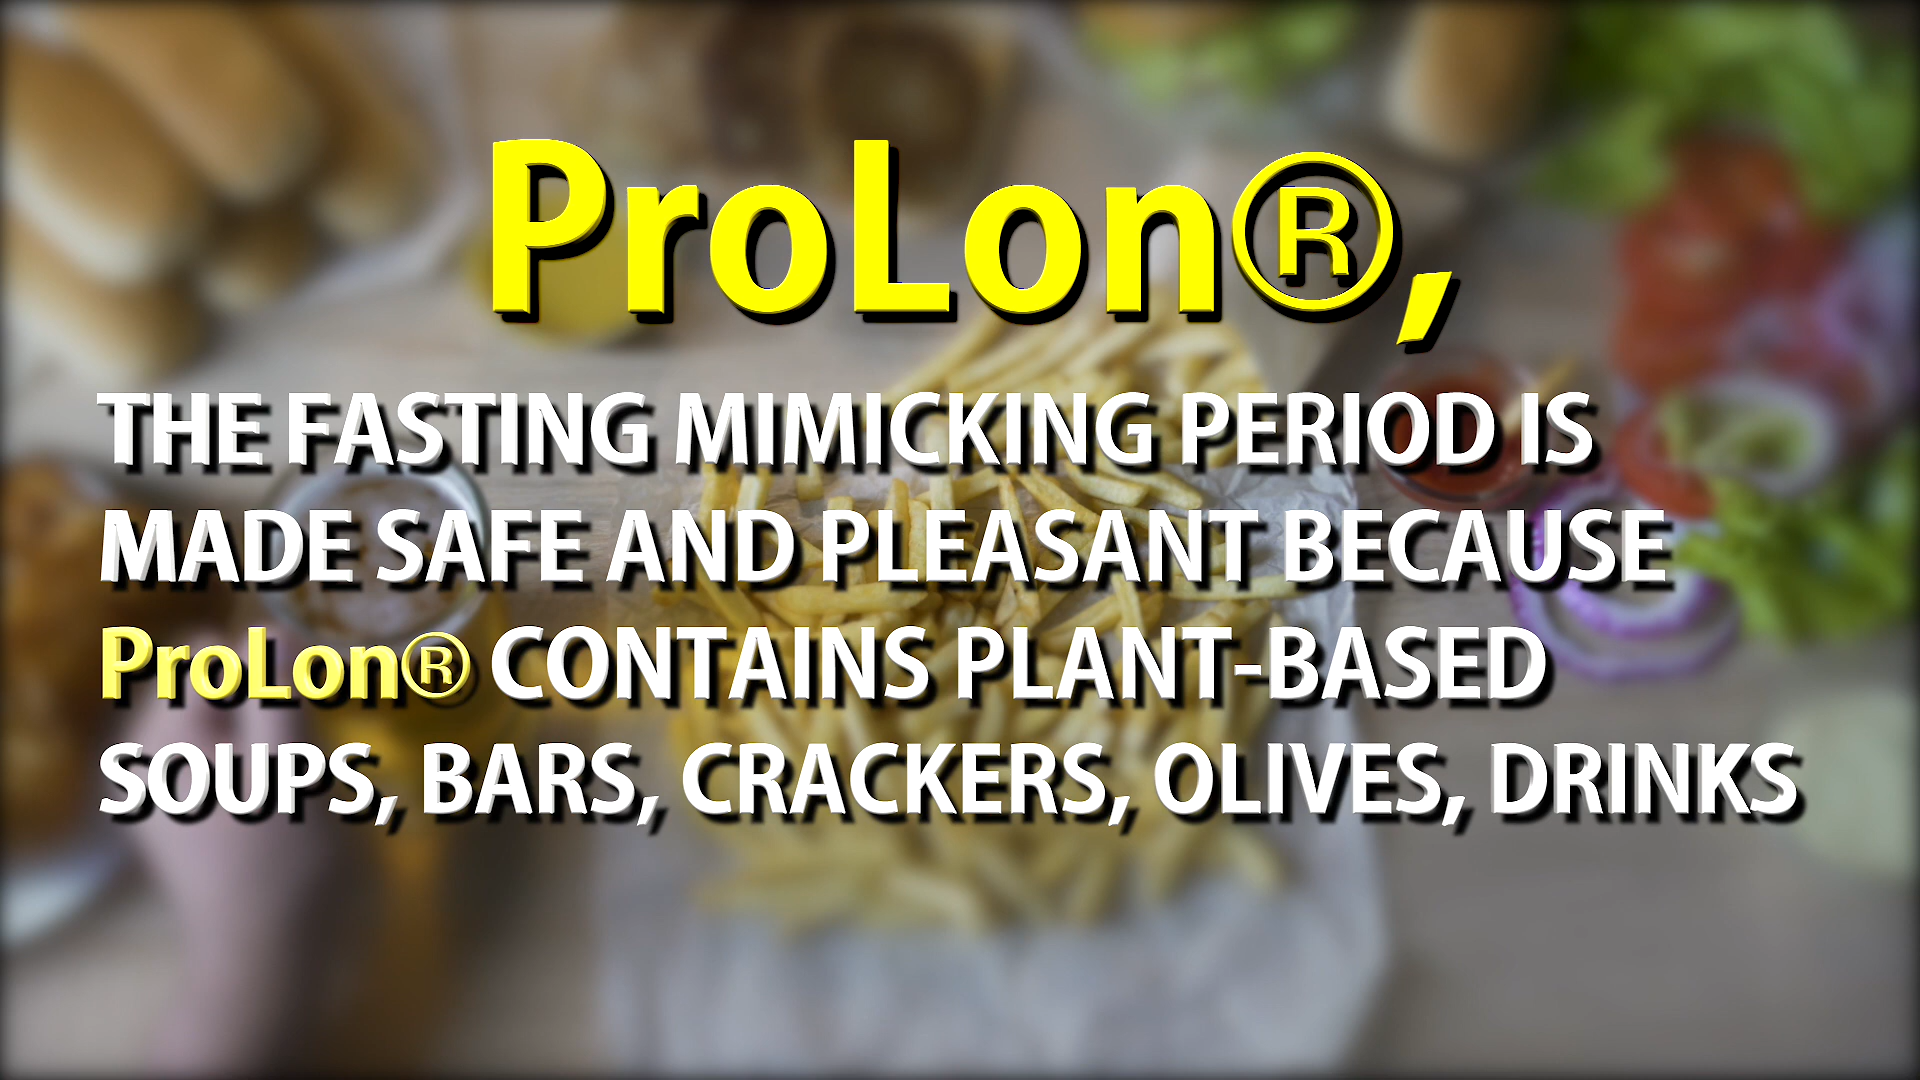 ProLon®,
THE FASTING MIMICKING PERIOD IS
MADE SAFE AND PLEASANT BECAUSE
ProLon® CONTAINS PLANT-BASED
SOUPS, BARS, CRACKERS, OLIVES, DRINKS